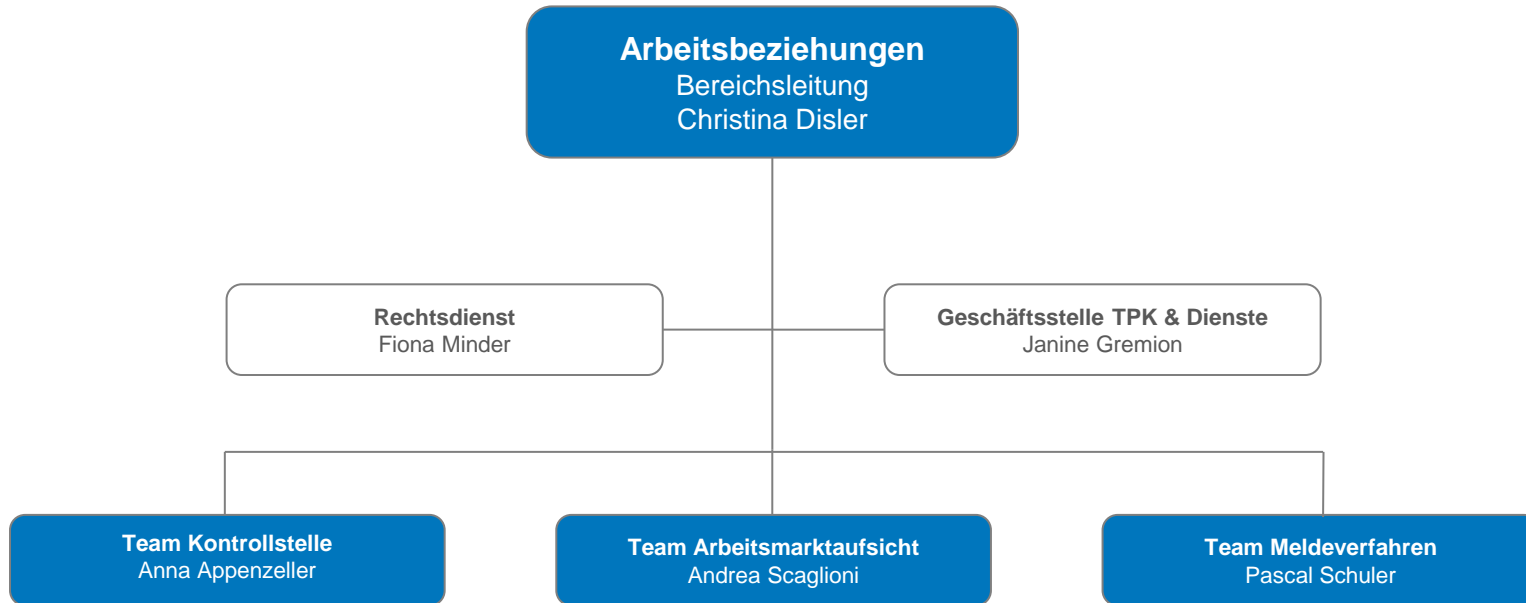 Arbeitsbeziehungen
Bereichsleitung
Christina Disler
Rechtsdienst
Fiona Minder
Geschäftsstelle TPK & Dienste
Janine Gremion
Team Kontrollstelle
Anna Appenzeller
Team Arbeitsmarktaufsicht
Andrea Scaglioni
Team Meldeverfahren
Pascal Schuler